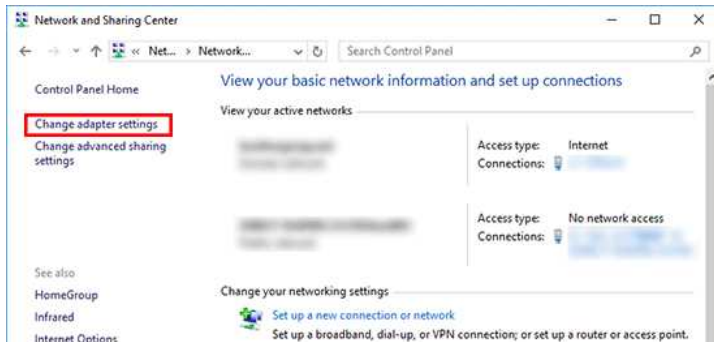 Network and Sharing Center
« Net... > Network...
Search Control Panel
Control Panel Home
Change adapter settings
Change advanced sharing
settings
See also
HomeGroup
Infrared
Internet Options
View your basic network information and set up connections
View your active networks
Access type: Internet
Connections:
Access type: No network access
Connections:
Change your networking settings
Set up a new connection or network
Set up a broadband, dial-up, or VPN connection; or set up a router or access point.